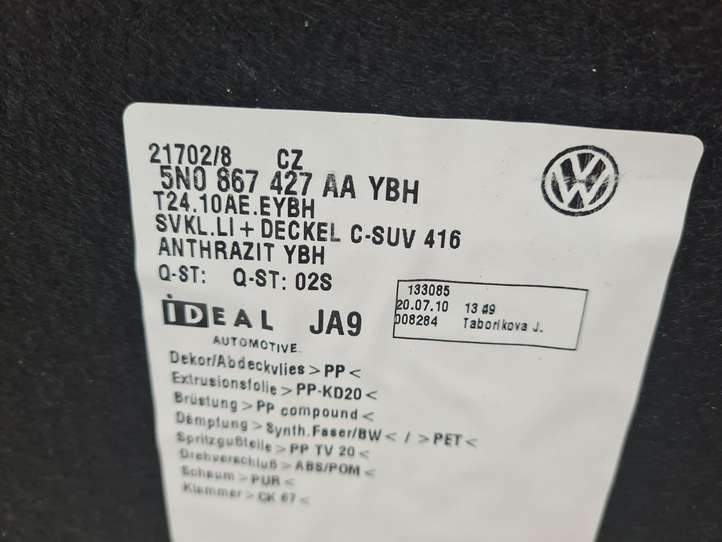 21702/8 CZ
5N0 867 427 AA YBH
T24.10AE.EYBH
SVKL.LI + DECKEL C-SUV 416
ANTHRAZIT YBH
Q-ST: Q-ST: 02S
133085
20.07.10 13 49
008284 Taborikova J.
iDEAL JA9
AUTOMOTIVE
Dekor/Abdeckvlies > PP <
Extrusionsfolie > PP-KD20 <
Brüstung > PP compound <
Dämpfung > Synth.Faser/BW < / > PET <
Spritzgußteile > PP TV 20 <
Drehverschluß > ABS/POM <
Schaum > PUR <
Klammer > CK 67 <